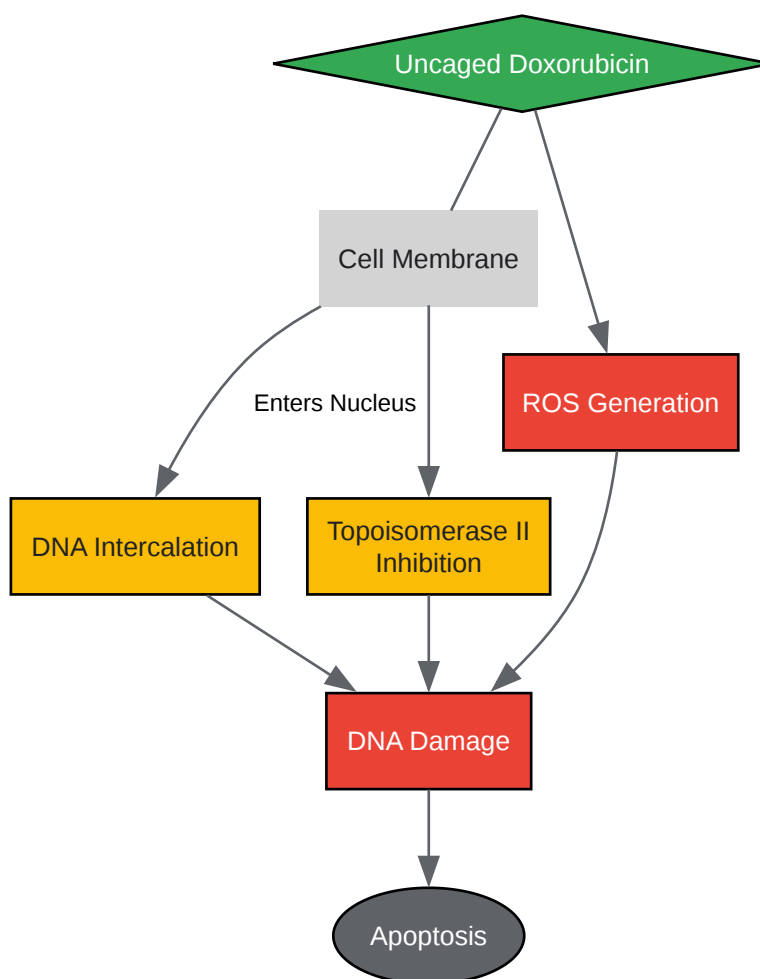 Uncaged Doxorubicin
Cell Membrane
Enters Nucleus
ROS Generation
DNA Intercalation
Topoisomerase II
Inhibition
DNA Damage
Apoptosis